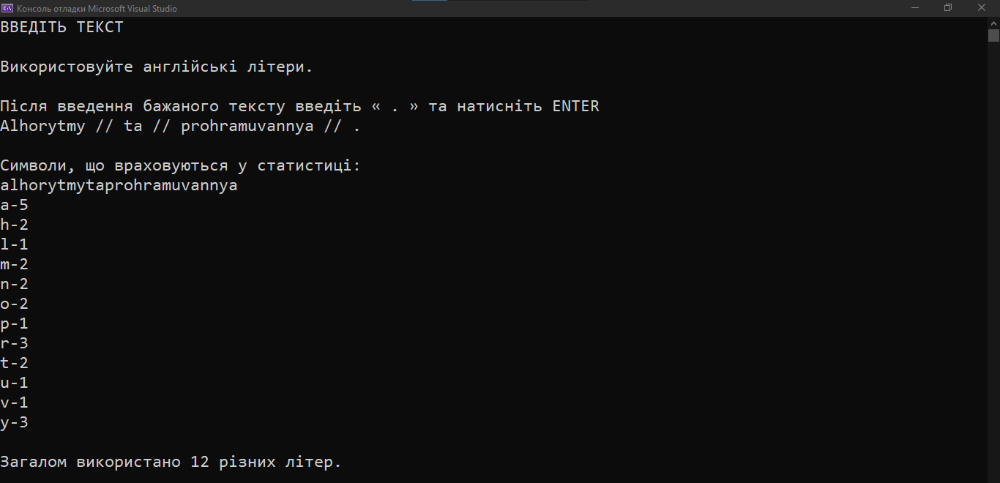 Консоль отладки Microsoft Visual Studio
ВВЕДІТЬ ТЕКСТ
Використовуйте англійські літери.
Після введення бажаного тексту введіть « . » та натисніть ENTER
Alhorytmy // ta // prohramuvannya // .
Символи, що враховуються у статистиці:
alhorytmytaprohramuvannya
a-5
h-2
l-1
m-2
n-2
o-2
p-1
r-3
t-2
u-1
v-1
y-3
Загалом використано 12 різних літер.